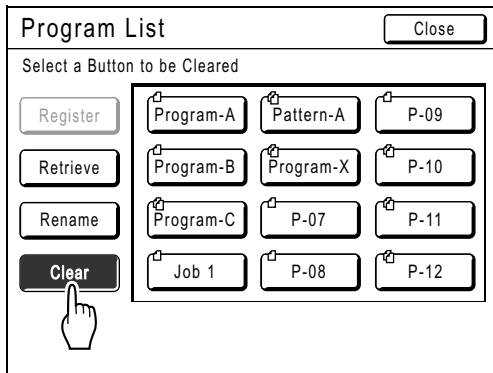 Program List
Close
Select a Button to be Cleared
Register
Program-A
Pattern-A
P-09
Retrieve
Program-B
Program-X
P-10
Rename
Program-C
P-07
P-11
Clear
Job 1
P-08
P-12